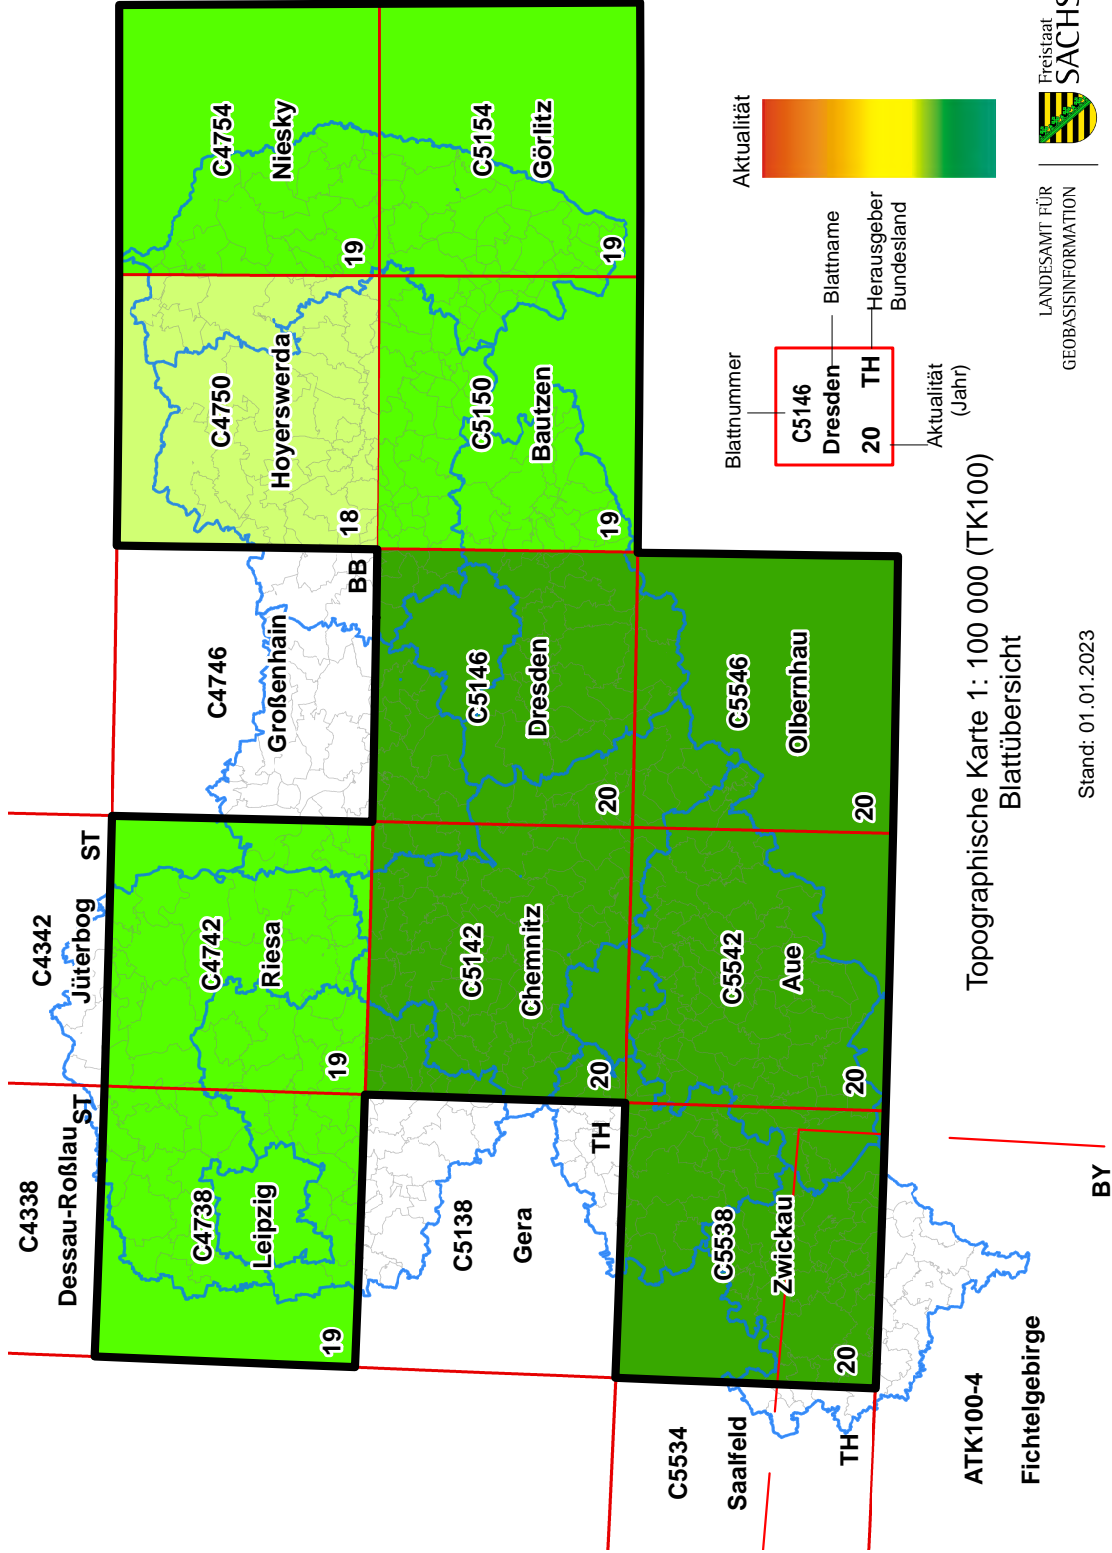 C4338
Dessau-Roßlau
ST
C4342
Jüterbog
ST
C4738
Leipzig
19
C4742
Riesa
19
C4746
Großenhain
BB
C4750
Hoyerswerda
18
C4754
Niesky
19
C5138
Gera
TH
C5142
Chemnitz
20
C5146
Dresden
20
C5150
Bautzen
19
C5154
Görlitz
19
C5534
Saalfeld
TH
C5538
Zwickau
20
C5542
Aue
20
C5546
Olbernhau
20
ATK100-4
Fichtelgebirge
BY
Blattnummer
C5146
Dresden
20 TH
Blattname
Herausgeber
Bundesland
Aktualität
(Jahr)
Aktualität
Topographische Karte 1: 100 000 (TK100)
Blattübersicht
Stand: 01.01.2023
LANDESAMT FÜR
GEOBASISINFORMATION
Freistaat
SACHS